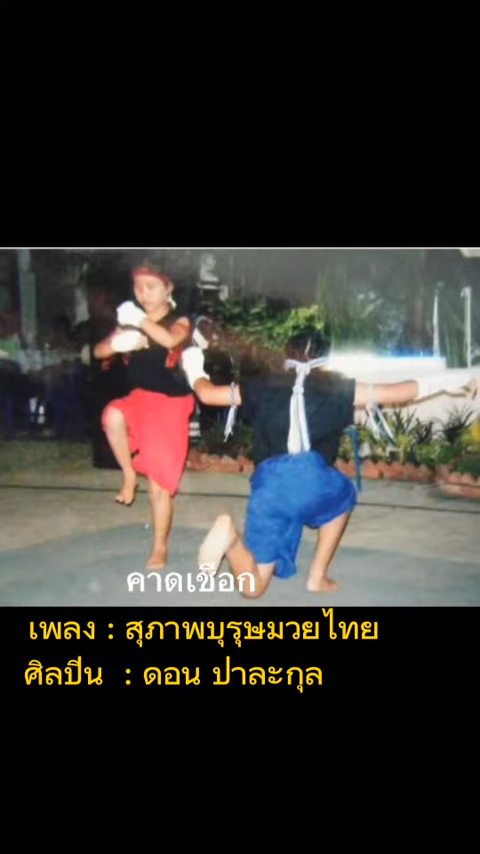 คาดเชือก
เพลง : สุภาพบุรุษมวยไทย
ศิลปิน : ดอน ปาละกุล